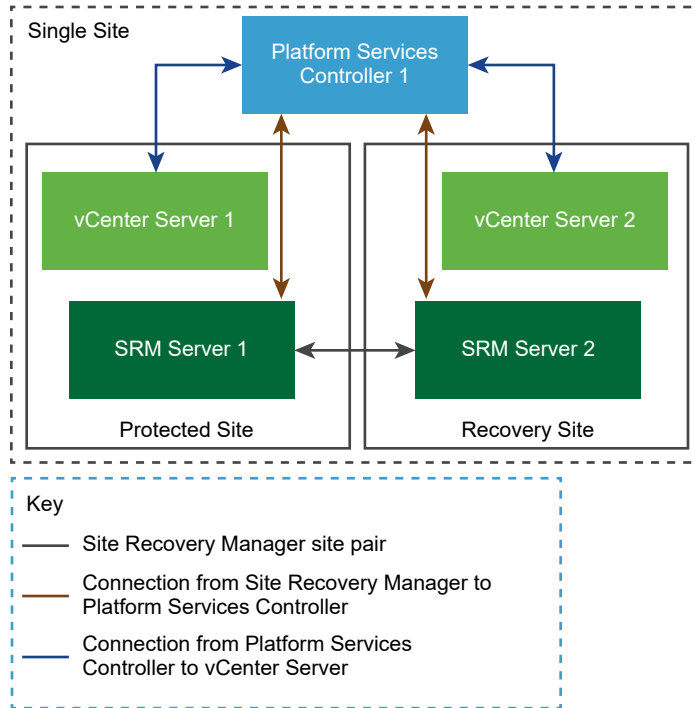 Single Site
Platform Services
Controller 1
vCenter Server 1
vCenter Server 2
SRM Server 1
SRM Server 2
Protected Site
Recovery Site
Key
Site Recovery Manager site pair
Connection from Site Recovery Manager to
Platform Services Controller
Connection from Platform Services
Controller to vCenter Server